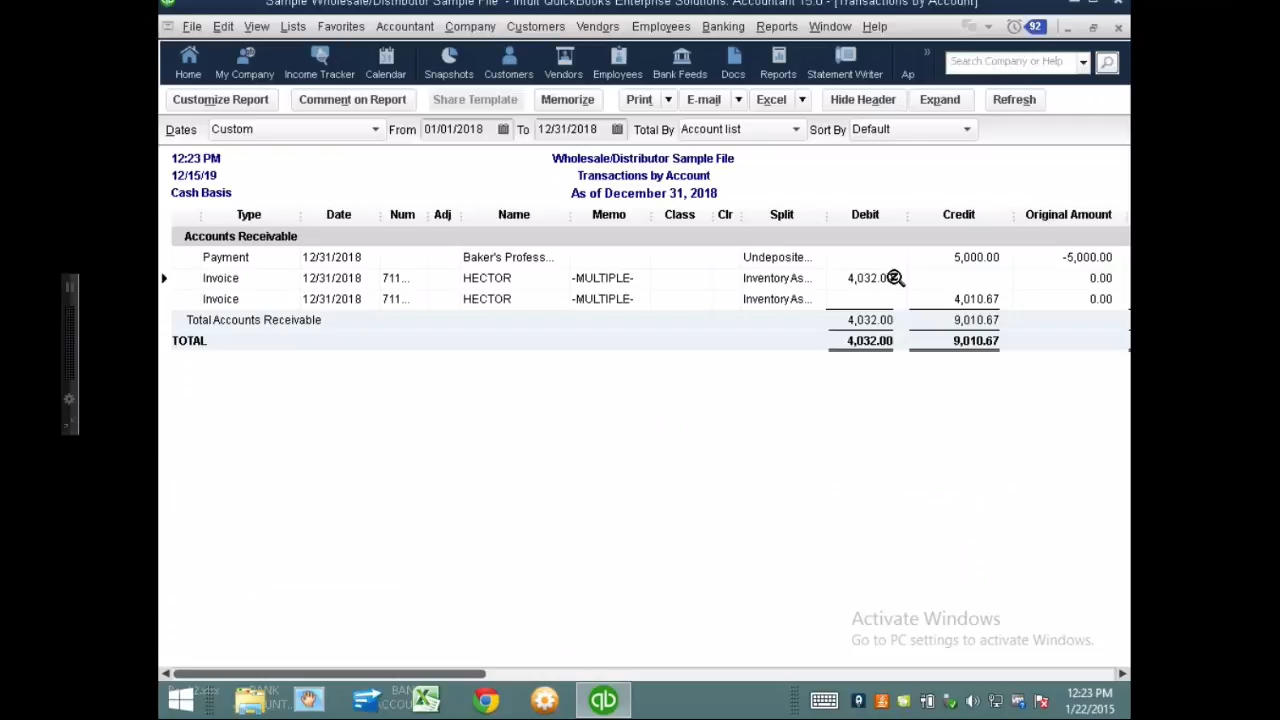 Sample Wholesale/Distributor Sample File - Intuit QuickBooks Enterprise Solutions: Accountant 15.0 - [Transactions by Account]
File Edit View Lists Favorites Accountant Company Customers Vendors Employees Banking Reports Window Help 92
Home My Company Income Tracker Calendar Snapshots Customers Vendors Employees Bank Feeds Docs Reports Statement Writer Ap » Search Company or Help
Customize Report Comment on Report Share Template Memorize Print E-mail Excel Hide Header Expand Refresh
Dates Custom From 01/01/2018 To 12/31/2018 Total By Account list Sort By Default
12:23 PM Wholesale/Distributor Sample File
12/15/19 Transactions by Account
Cash Basis As of December 31, 2018
Type Date Num Adj Name Memo Class Clr Split Debit Credit Original Amount
Accounts Receivable
Payment 12/31/2018 Baker's Profess... Undeposite... 5,000.00 -5,000.00
Invoice 12/31/2018 711... HECTOR -MULTIPLE- Inventory As... 4,032.00 0.00
Invoice 12/31/2018 711... HECTOR -MULTIPLE- Inventory As... 4,010.67 0.00
Total Accounts Receivable 4,032.00 9,010.67
TOTAL 4,032.00 9,010.67
Activate Windows
Go to PC settings to activate Windows.
12:23 PM
1/22/2015